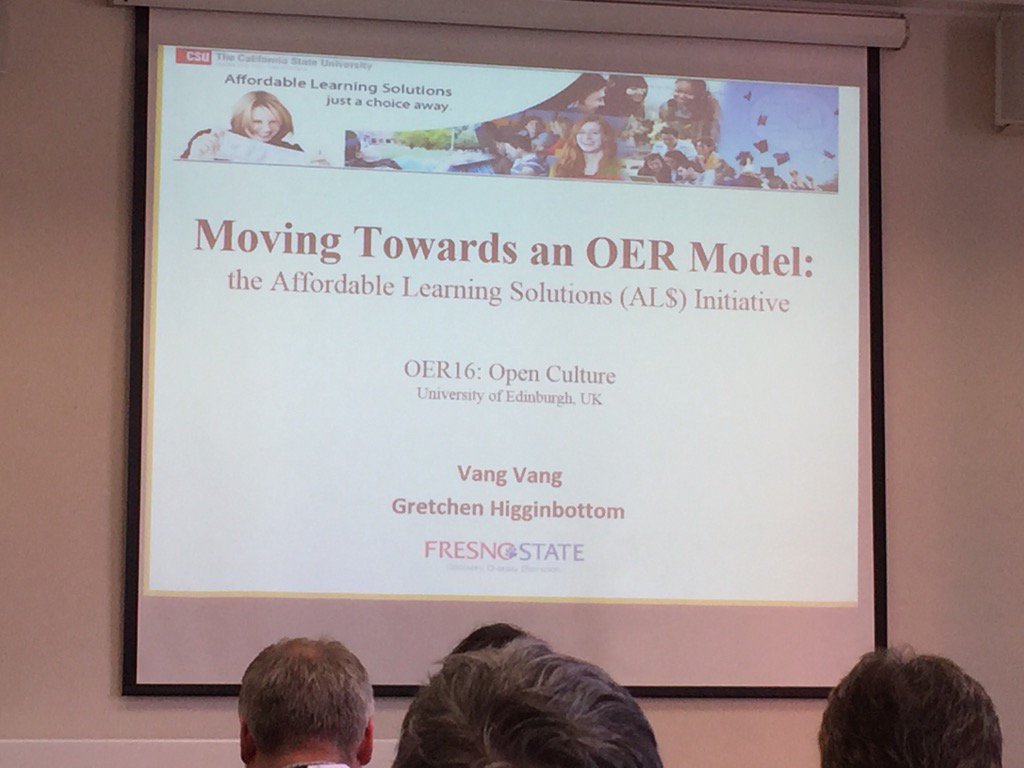 CSU The California State University
Affordable Learning Solutions
just a choice away.
Moving Towards an OER Model:
the Affordable Learning Solutions (AL$) Initiative
OER16: Open Culture
University of Edinburgh, UK
Vang Vang
Gretchen Higginbottom
FRESNO STATE